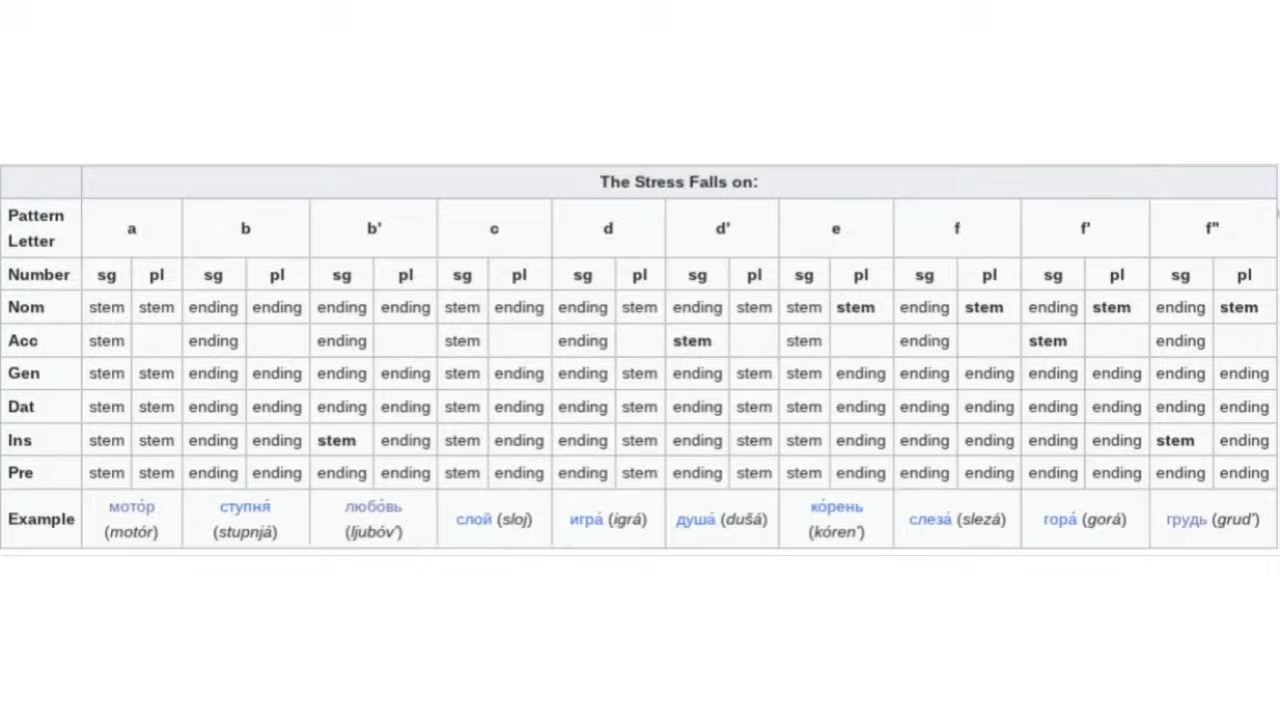 The Stress Falls on:
Pattern Letter a b b' c d d' e f f' f"
Number sg pl sg pl sg pl sg pl sg pl sg pl sg pl sg pl sg pl sg pl
Nom stem stem ending ending ending ending stem ending ending stem ending stem stem stem ending stem ending stem ending stem
Acc stem ending ending stem ending stem stem ending stem ending
Gen stem stem ending ending ending ending stem ending ending stem ending stem stem ending ending ending ending ending ending ending
Dat stem stem ending ending ending ending stem ending ending stem ending stem stem ending ending ending ending ending ending ending
Ins stem stem ending ending stem ending stem ending ending stem ending stem stem ending ending ending ending ending stem ending
Pre stem stem ending ending ending ending stem ending ending stem ending stem stem ending ending ending ending ending ending ending
Example мото́р (motór) ступня́ (stupnjá) любо́вь (ljubóv') слой (sloj) игра́ (igrá) душа́ (dušá) ко́рень (kóren') слеза́ (slezá) гора́ (gorá) грудь (grud')